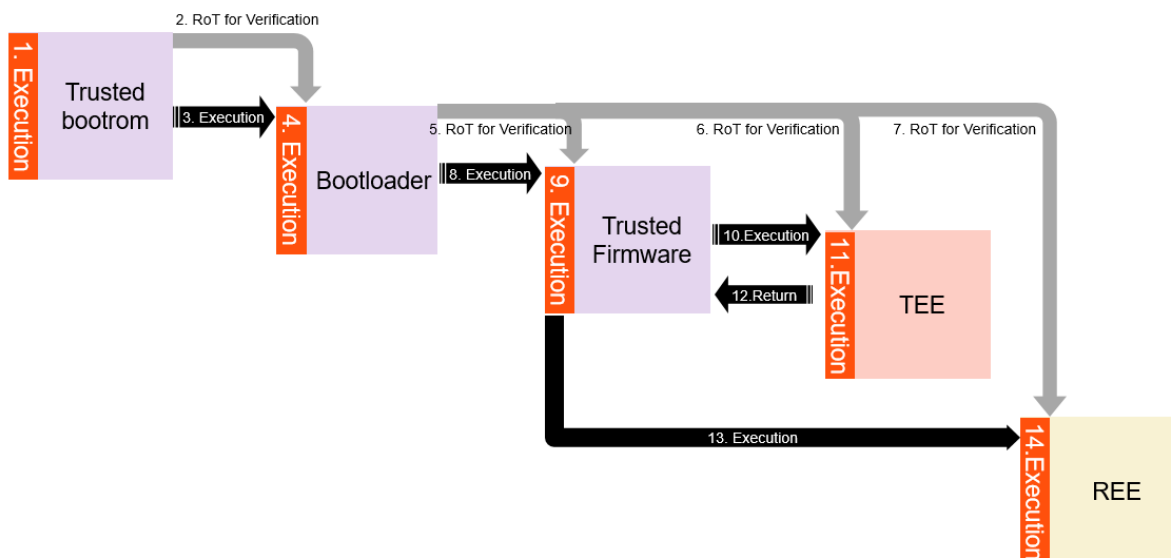 2. RoT for Verification
1. Execution
Trusted
bootrom
3. Execution
4. Execution
Bootloader
5. RoT for Verification
6. RoT for Verification
7. RoT for Verification
8. Execution
9. Execution
Trusted
Firmware
10.Execution
12.Return
11.Execution
TEE
13. Execution
14.Execution
REE